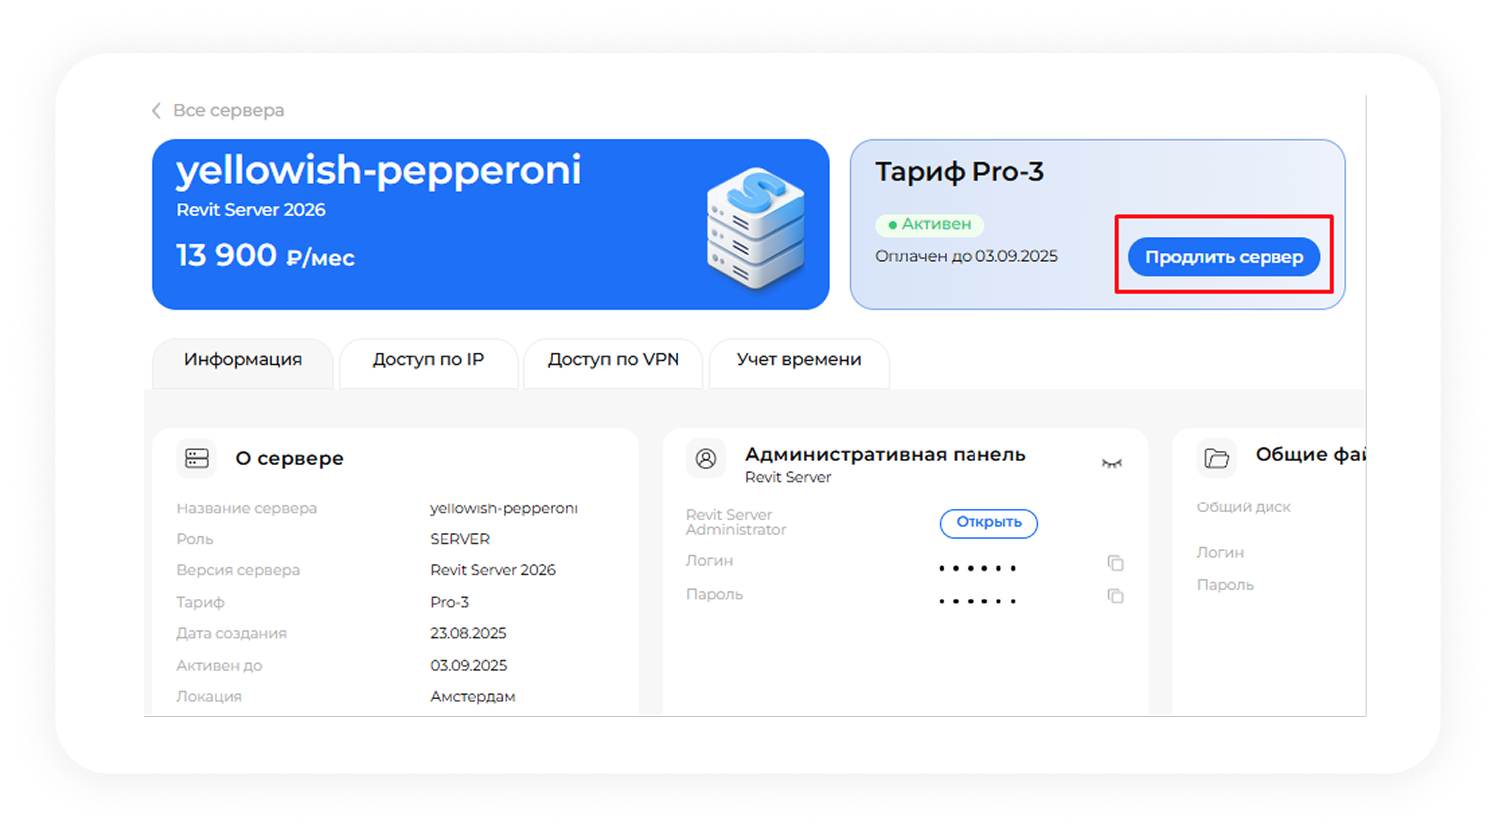 Все сервера
yellowish-pepperoni
Revit Server 2026
13 900 ₽/мес
Тариф Pro-3
Активен
Оплачен до 03.09.2025
Продлить сервер
Информация
Доступ по IP
Доступ по VPN
Учет времени
О сервере
Название сервера yellowish-pepperoni
Роль SERVER
Версия сервера Revit Server 2026
Тариф Pro-3
Дата создания 23.08.2025
Активен до 03.09.2025
Локация Амстердам
Административная панель
Revit Server
Revit Server
Administrator
Открыть
Логин
Пароль
Общие фай
Общий диск
Логин
Пароль